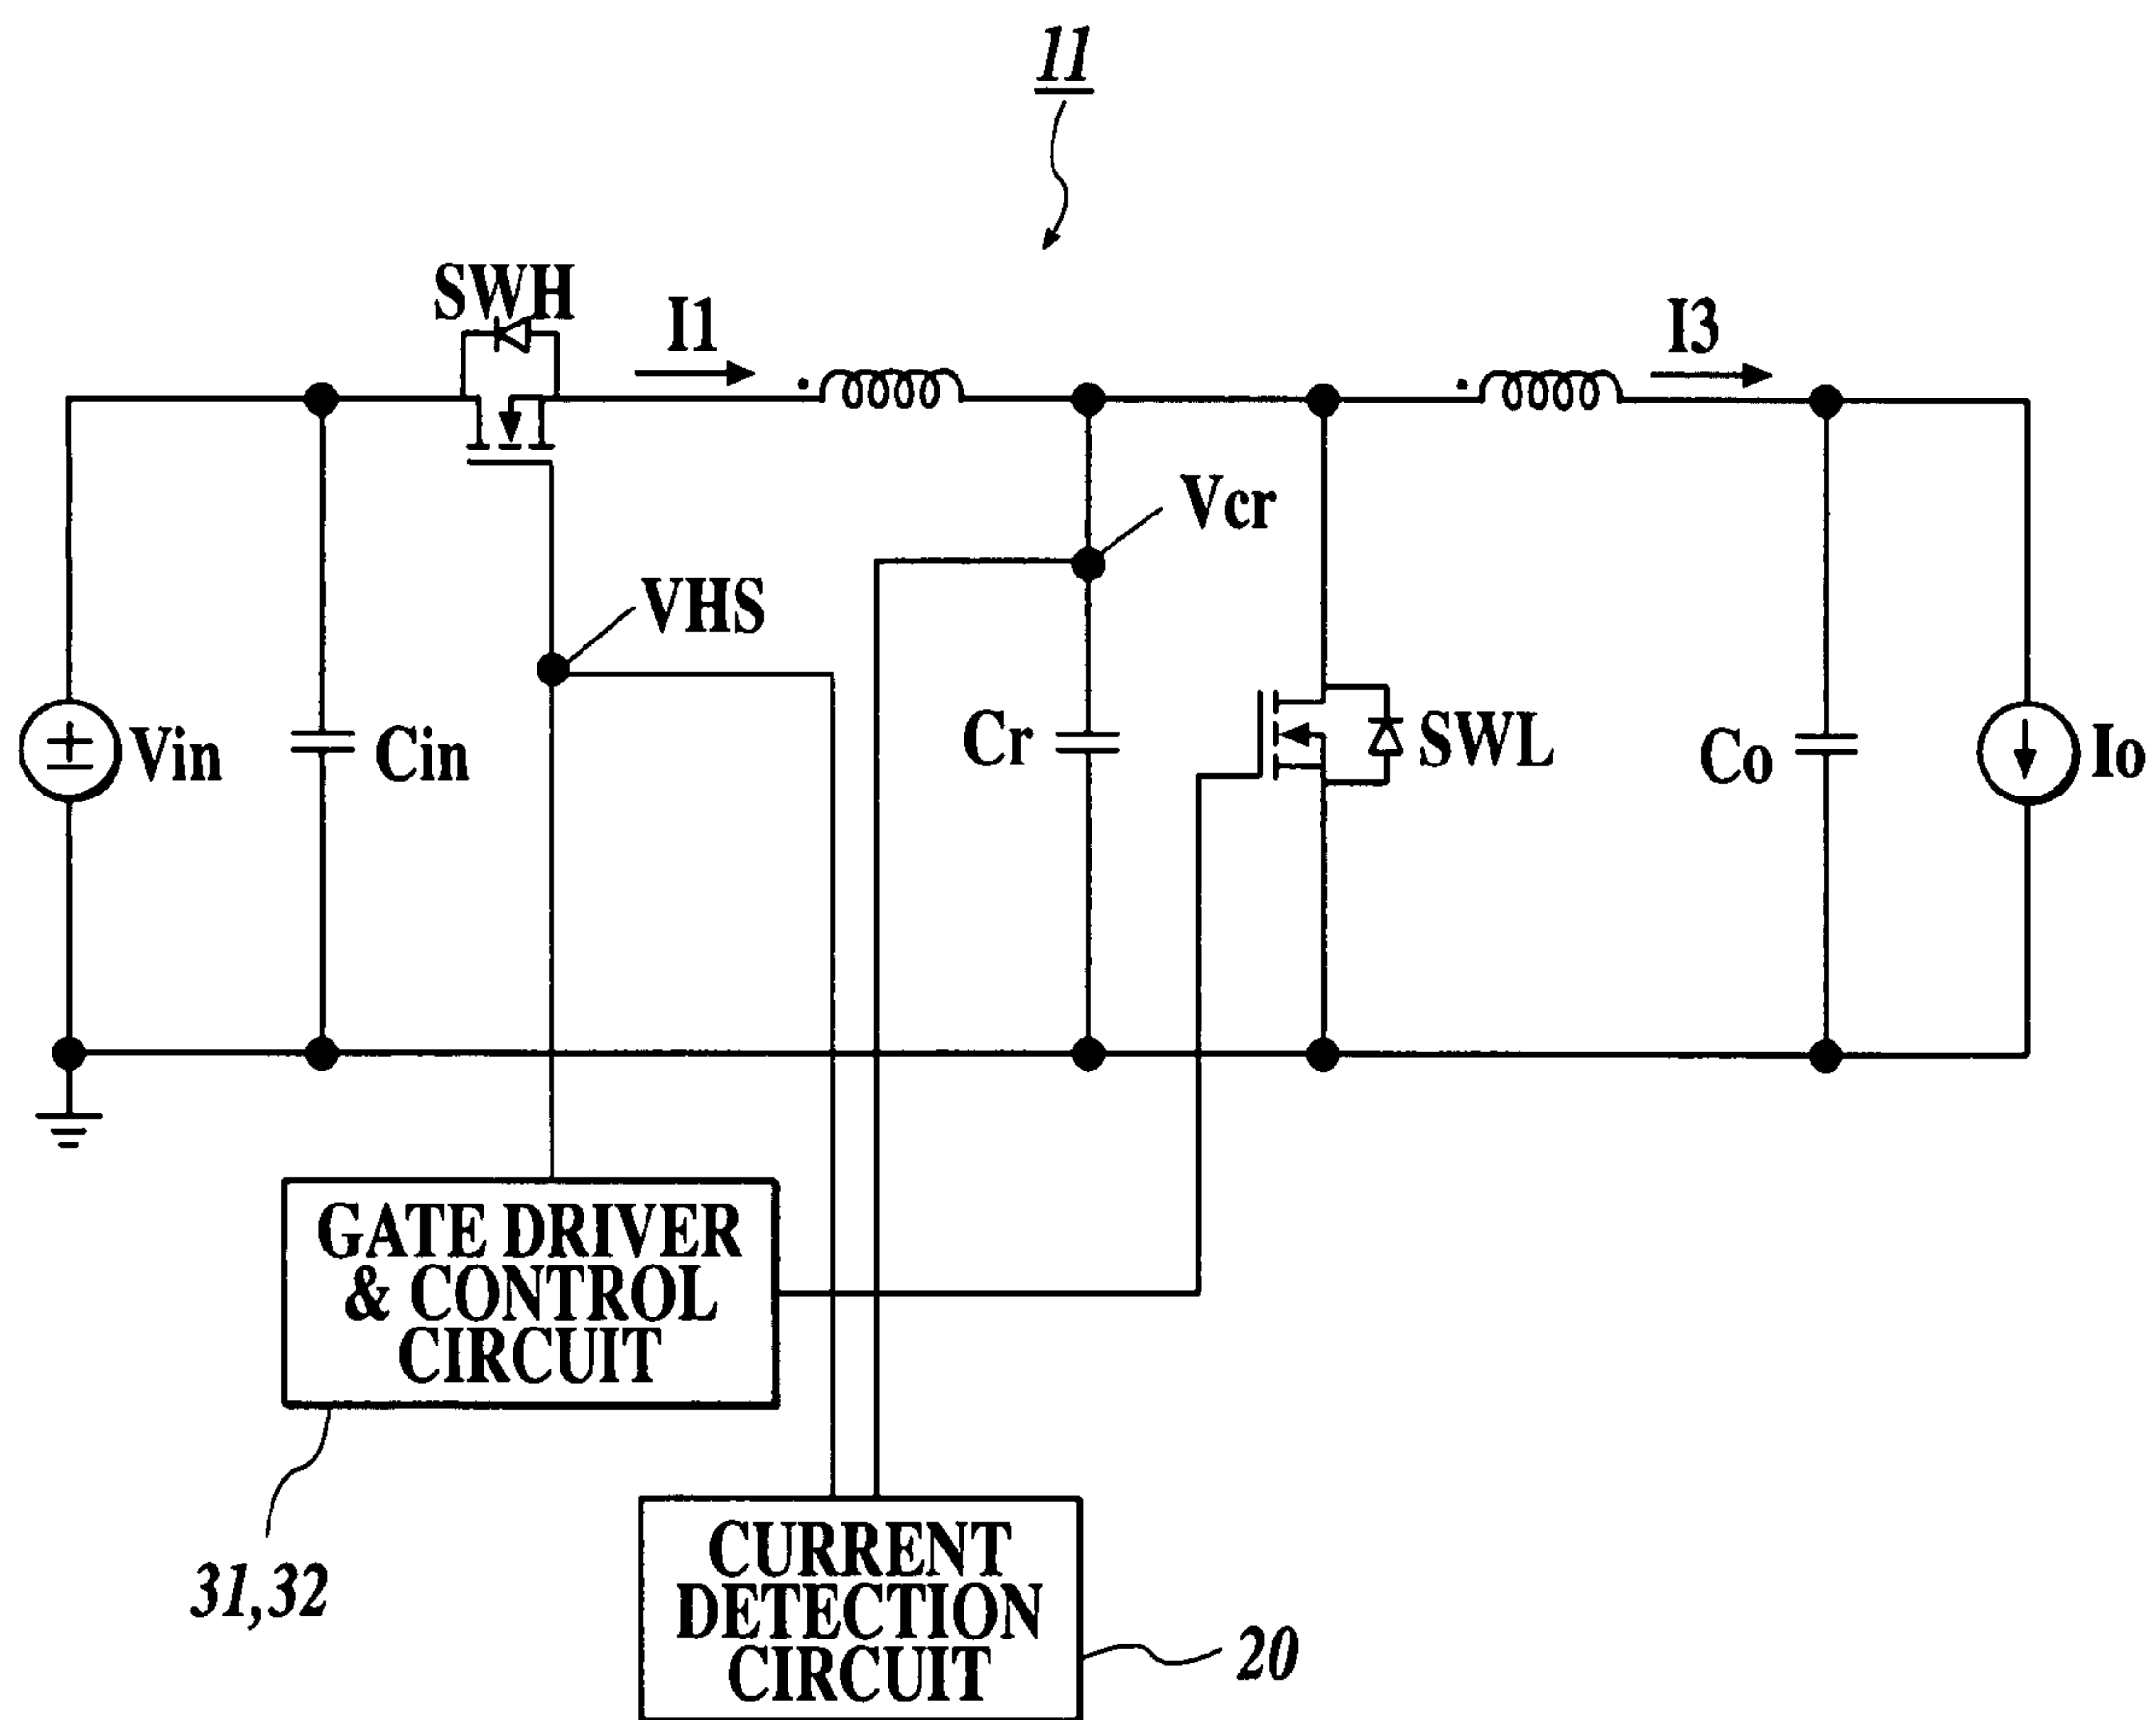 11
SWH
I1
I3
Vcr
VHS
Vin
Cin
Cr
SWL
Co
Io
GATE DRIVER
& CONTROL
CIRCUIT
31,32
CURRENT
DETECTION
CIRCUIT
20